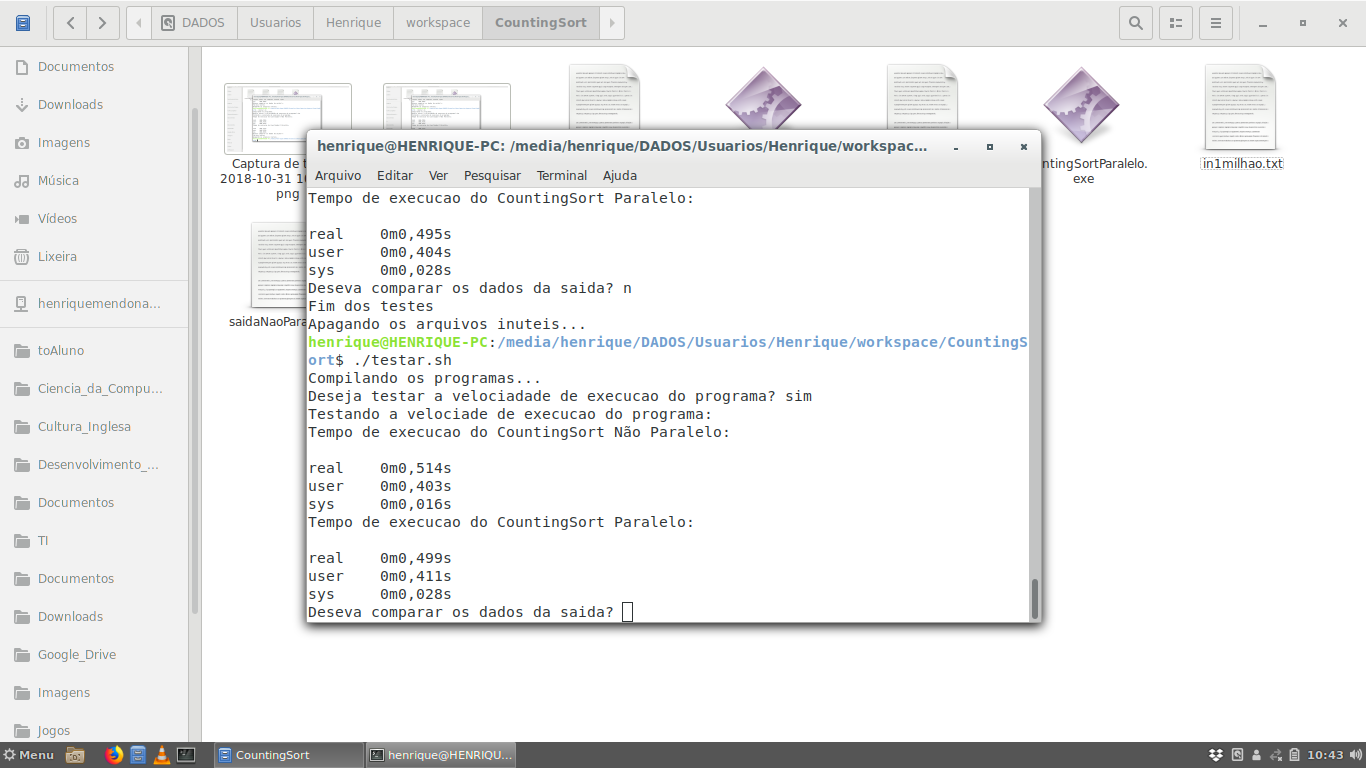 DADOS
Usuarios
Henrique
workspace
CountingSort
Documentos
Downloads
Imagens
Música
Vídeos
Lixeira
henriquemendona...
toAluno
Ciencia_da_Compu...
Cultura_Inglesa
Desenvolvimento_...
Documentos
TI
Documentos
Downloads
Google_Drive
Imagens
Jogos
Captura de t
2018-10-31 1
png
ntingSortParalelo.
exe
in1milhao.txt
saidaNaoPara
henrique@HENRIQUE-PC: /media/henrique/DADOS/Usuarios/Henrique/workspac...
Arquivo Editar Ver Pesquisar Terminal Ajuda
Tempo de execucao do CountingSort Paralelo:
real 0m0,495s
user 0m0,404s
sys 0m0,028s
Deseva comparar os dados da saida? n
Fim dos testes
Apagando os arquivos inuteis...
henrique@HENRIQUE-PC:/media/henrique/DADOS/Usuarios/Henrique/workspace/CountingS
ort$ ./testar.sh
Compilando os programas...
Deseja testar a velociadade de execucao do programa? sim
Testando a velociade de execucao do programa:
Tempo de execucao do CountingSort Não Paralelo:
real 0m0,514s
user 0m0,403s
sys 0m0,016s
Tempo de execucao do CountingSort Paralelo:
real 0m0,499s
user 0m0,411s
sys 0m0,028s
Deseva comparar os dados da saida?
Menu
CountingSort
henrique@HENRIQU...
10:43